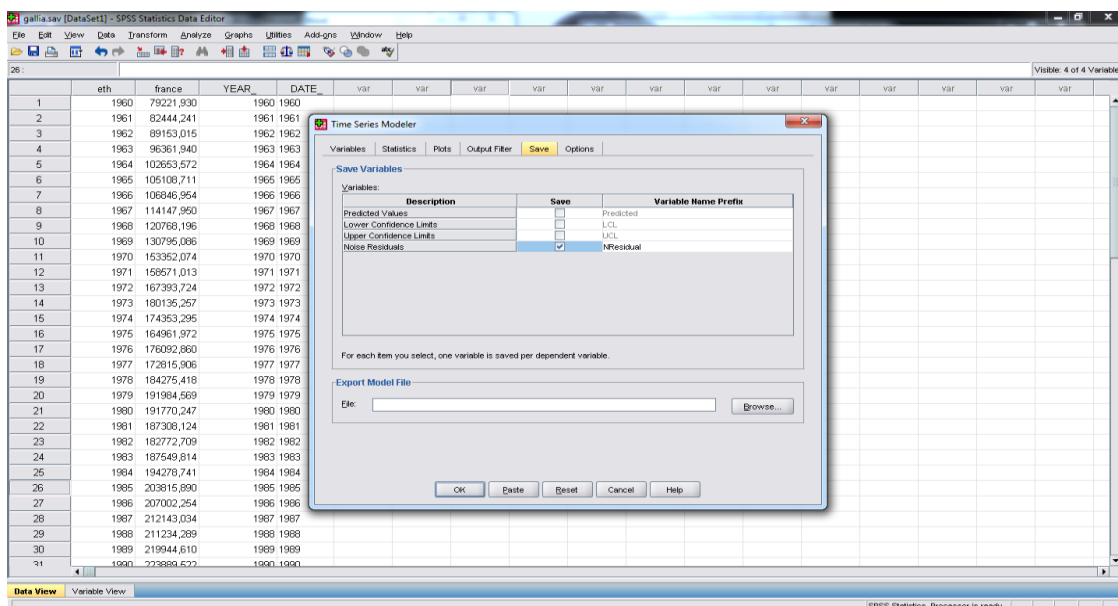 gallia.sav [DataSet1] - SPSS Statistics Data Editor
File Edit View Data Transform Analyze Graphs Utilities Add-ons Window Help
26 :
Visible: 4 of 4 Variable
eth france YEAR_ DATE_ var var var var var var var var var var var var var
1 1960 79221,930 1960 1960
2 1961 82444,241 1961 1961
3 1962 89153,015 1962 1962
4 1963 96361,940 1963 1963
5 1964 102653,572 1964 1964
6 1965 105108,711 1965 1965
7 1966 106846,954 1966 1966
8 1967 114147,950 1967 1967
9 1968 120768,196 1968 1968
10 1969 130795,086 1969 1969
11 1970 153352,074 1970 1970
12 1971 158571,013 1971 1971
13 1972 167393,724 1972 1972
14 1973 180135,257 1973 1973
15 1974 174353,295 1974 1974
16 1975 164961,972 1975 1975
17 1976 176092,860 1976 1976
18 1977 172815,906 1977 1977
19 1978 184275,418 1978 1978
20 1979 191984,569 1979 1979
21 1980 191770,247 1980 1980
22 1981 187308,124 1981 1981
23 1982 182772,709 1982 1982
24 1983 187549,814 1983 1983
25 1984 194278,741 1984 1984
26 1985 203815,890 1985 1985
27 1986 207002,254 1986 1986
28 1987 212143,034 1987 1987
29 1988 211234,289 1988 1988
30 1989 219944,610 1989 1989
31 1990 223889,522 1990 1990
Time Series Modeler
Variables Statistics Plots Output Filter Save Options
Save Variables
Variables:
Description Save Variable Name Prefix
Predicted Values Predicted
Lower Confidence Limits LCL
Upper Confidence Limits UCL
Noise Residuals NResidual
For each item you select, one variable is saved per dependent variable.
Export Model File
File: Browse...
OK Paste Reset Cancel Help
Data View Variable View
SPSS Statistics Processor is ready